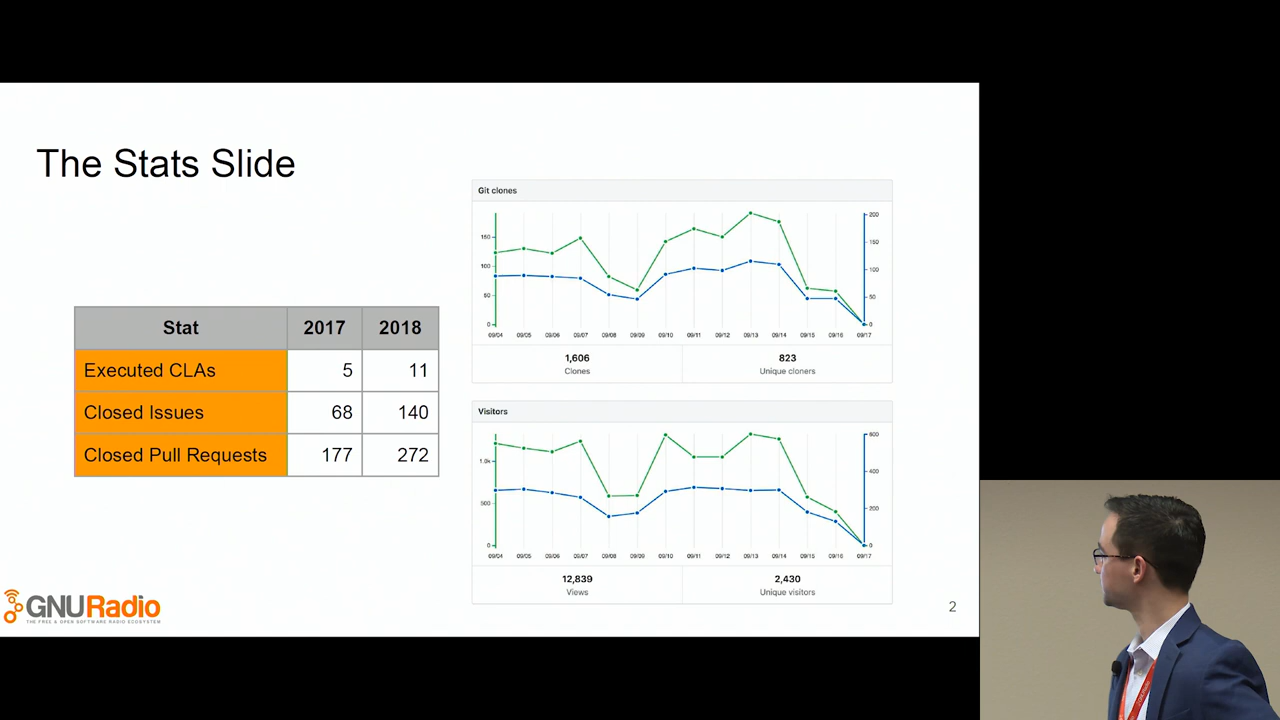 The Stats Slide
Stat 2017 2018
Executed CLAs 5 11
Closed Issues 68 140
Closed Pull Requests 177 272
Git clones
200
150 150
100 100
50 50
0 0
09/04 09/05 09/06 09/07 09/08 09/09 09/10 09/11 09/12 09/13 09/14 09/15 09/16 09/17
1,606 823
Clones Unique cloners
Visitors
600
1.0k 400
500 200
0 0
09/04 09/05 09/06 09/07 09/08 09/09 09/10 09/11 09/12 09/13 09/14 09/15 09/16 09/17
12,839 2,430
Views Unique visitors
GNURadio
THE FREE & OPEN SOFTWARE RADIO ECOSYSTEM
2